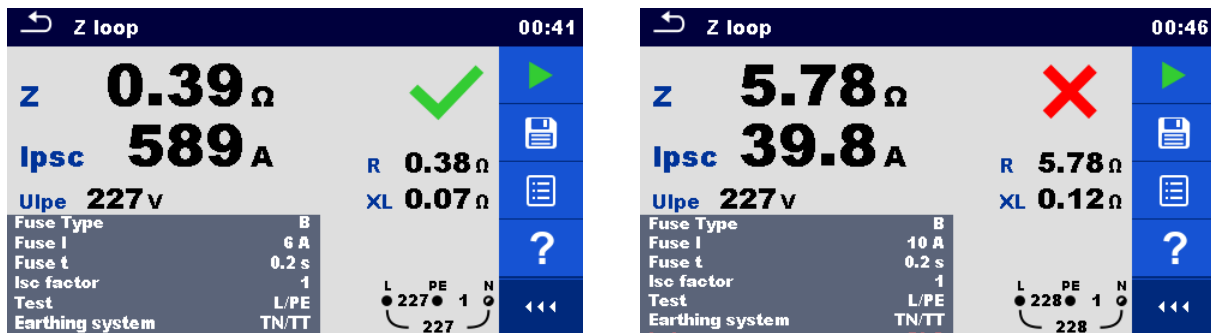 Z loop 00:41
Z 0.39 Ω
Ipsc 589 A
R 0.38 Ω
Ulpe 227 V
XL 0.07 Ω
Fuse Type B
Fuse I 6 A
Fuse t 0.2 s
Isc factor 1
Test L/PE
Earthing system TN/TT
?
L PE N
227 1
227
Z loop 00:46
Z 5.78 Ω
Ipsc 39.8 A
R 5.78 Ω
Ulpe 227 V
XL 0.12 Ω
Fuse Type B
Fuse I 10 A
Fuse t 0.2 s
Isc factor 1
Test L/PE
Earthing system TN/TT
?
L PE N
228 1
228